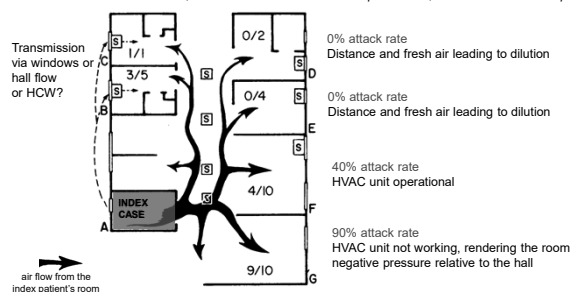 Transmission
via windows or
hall flow
or HCW?
S
C
1/1
3/5
S
B
INDEX
CASE
A
air flow from the
index patient's room
S
S
S
S
0/2
S
D
0/4
S
E
S
4/10
F
9/10
G
0% attack rate
Distance and fresh air leading to dilution
0% attack rate
Distance and fresh air leading to dilution
40% attack rate
HVAC unit operational
90% attack rate
HVAC unit not working, rendering the room
negative pressure relative to the hall